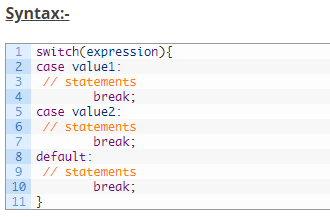 Syntax:-
1 switch(expression){
2 case value1:
3  // statements
4         break;
5 case value2:
6  // statements
7         break;
8 default:
9  // statements
10         break;
11 }